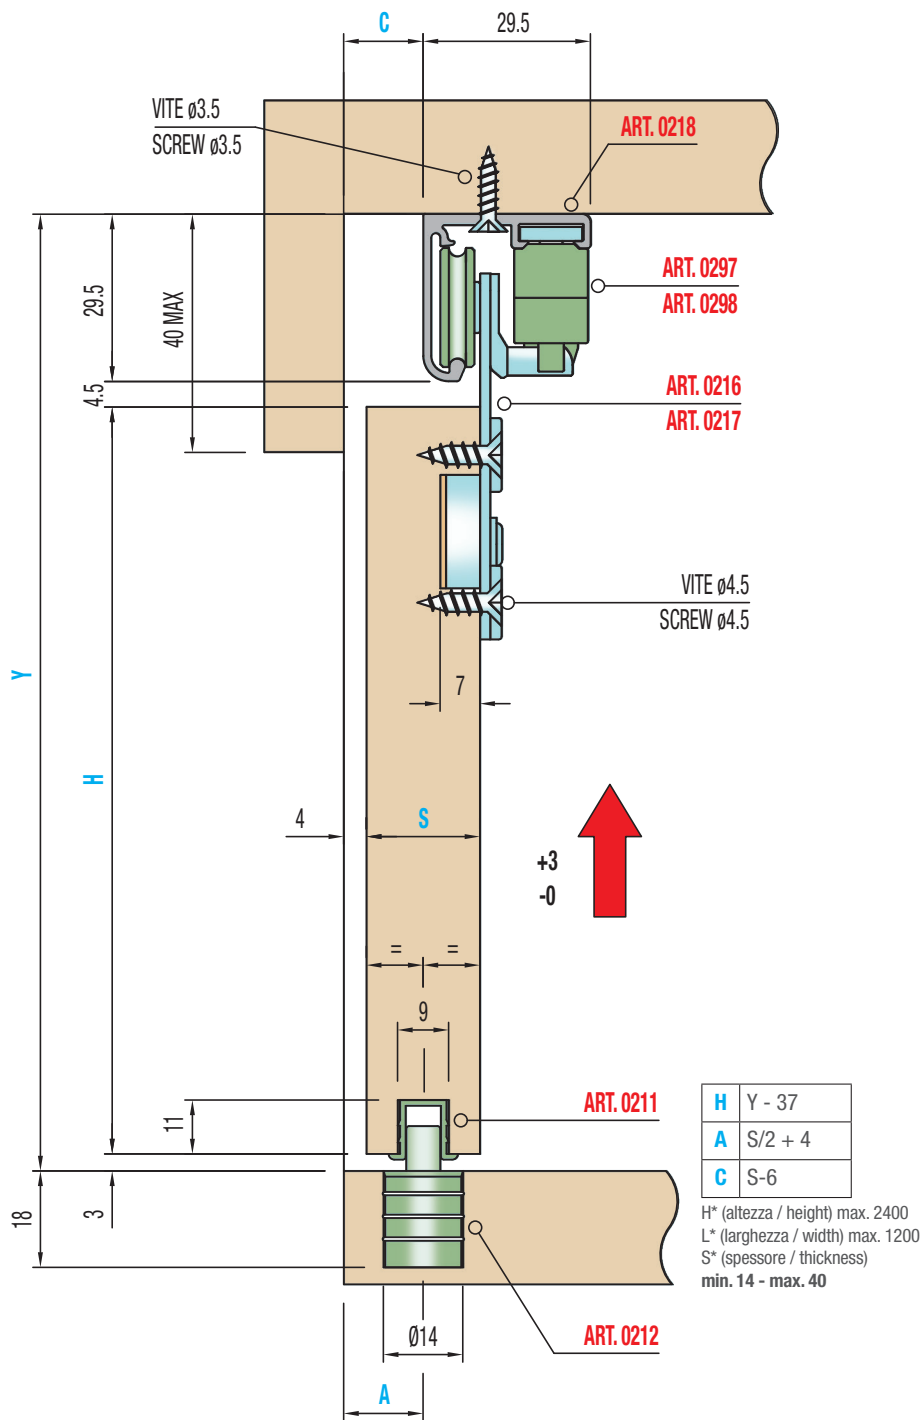 C
29.5
VITE ø3.5
SCREW ø3.5
ART. 0218
ART. 0297
ART. 0298
29.5
40 MAX
4.5
ART. 0216
ART. 0217
VITE ø4.5
SCREW ø4.5
Y
H
7
4
S
+3
-0
= =
9
11
ART. 0211
H Y - 37
A S/2 + 4
C S-6
H* (altezza / height) max. 2400
L* (larghezza / width) max. 1200
S* (spessore / thickness)
min. 14 - max. 40
18
3
Ø14
ART. 0212
A